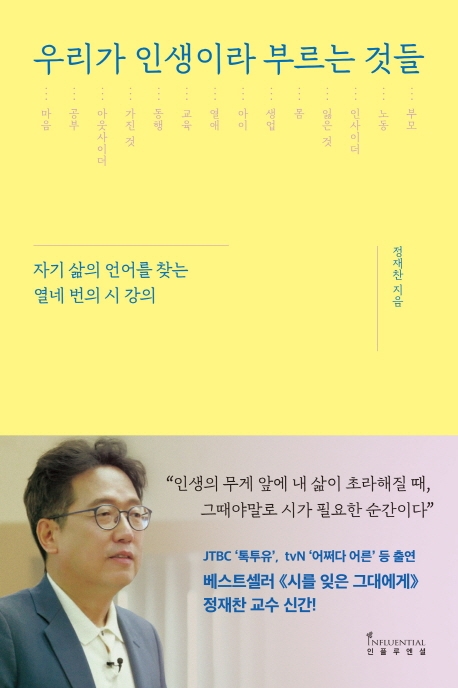 우리가 인생이라 부르는 것들
마음
공부
아웃사이더
가진 것
동행
교육
열애
아이
생업
몸
잃은 것
인사이더
노동
부모
자기 삶의 언어를 찾는
열네 번의 시 강의
정재찬 지음
“인생의 무게 앞에 내 삶이 초라해질 때,
그때야말로 시가 필요한 순간이다”
JTBC ‘톡투유’, tvN ‘어쩌다 어른’ 등 출연
베스트셀러 《시를 잊은 그대에게》
정재찬 교수 신간!
INFLUENTIAL
인플루엔셜